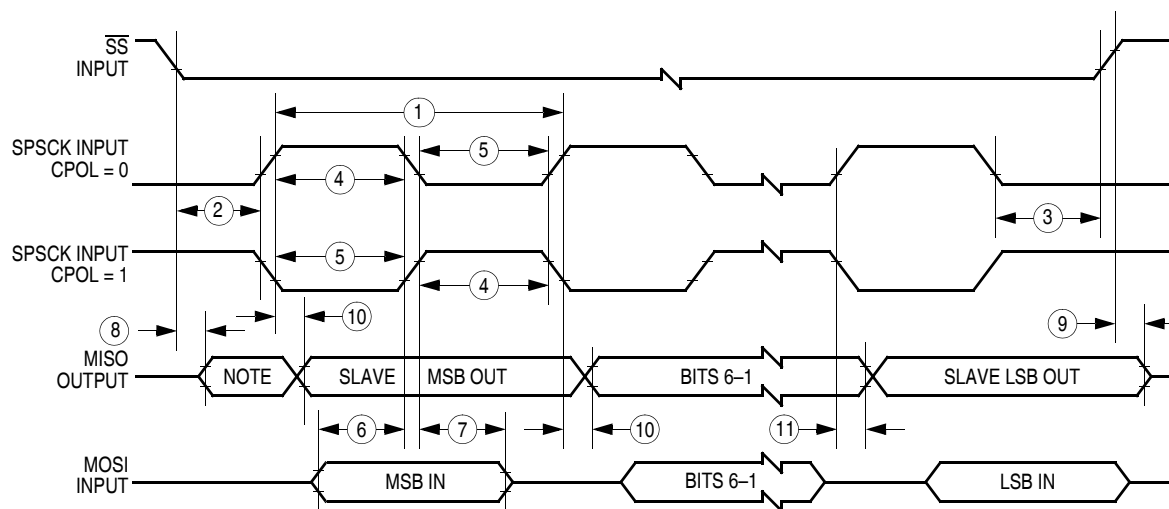 SS
INPUT
1
SPSCK INPUT
CPOL = 0
5
4
2
3
SPSCK INPUT
CPOL = 1
5
4
8
10
9
MISO
OUTPUT
NOTE
SLAVE MSB OUT
BITS 6–1
SLAVE LSB OUT
6
7
10
11
MOSI
INPUT
MSB IN
BITS 6–1
LSB IN